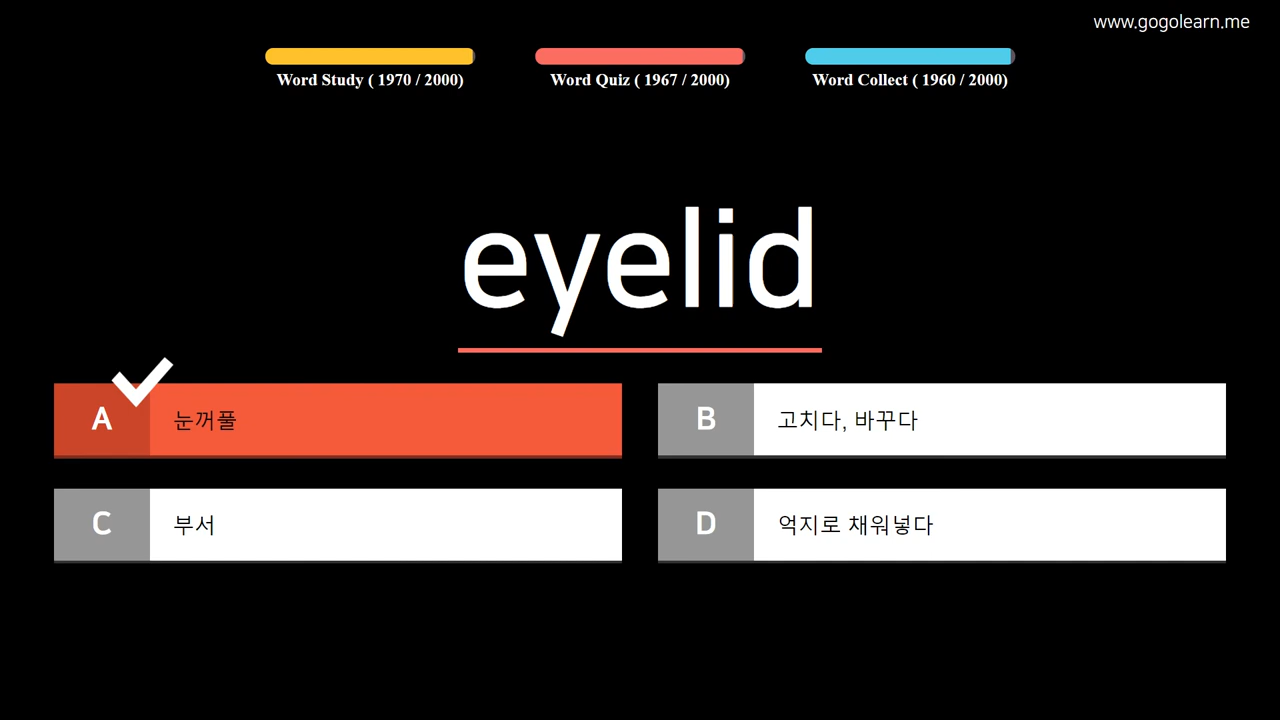 www.gogolearn.me
Word Study ( 1970 / 2000)
Word Quiz ( 1967 / 2000)
Word Collect ( 1960 / 2000)
eyelid
A 눈꺼풀
B 고치다, 바꾸다
C 부서
D 억지로 채워넣다